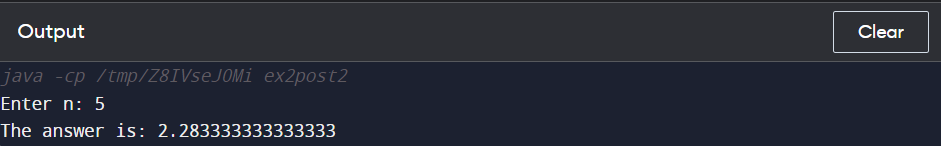 Output
Clear
java -cp /tmp/Z8IVseJOMi ex2post2
Enter n: 5
The answer is: 2.283333333333333